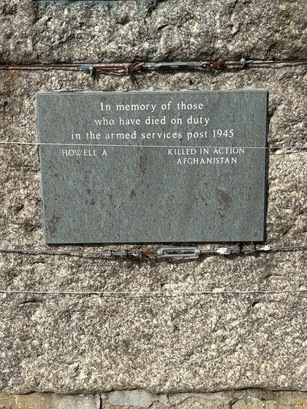 In memory of those
who have died on duty
in the armed services post 1945
HOWELL A KILLED IN ACTION
AFGHANISTAN